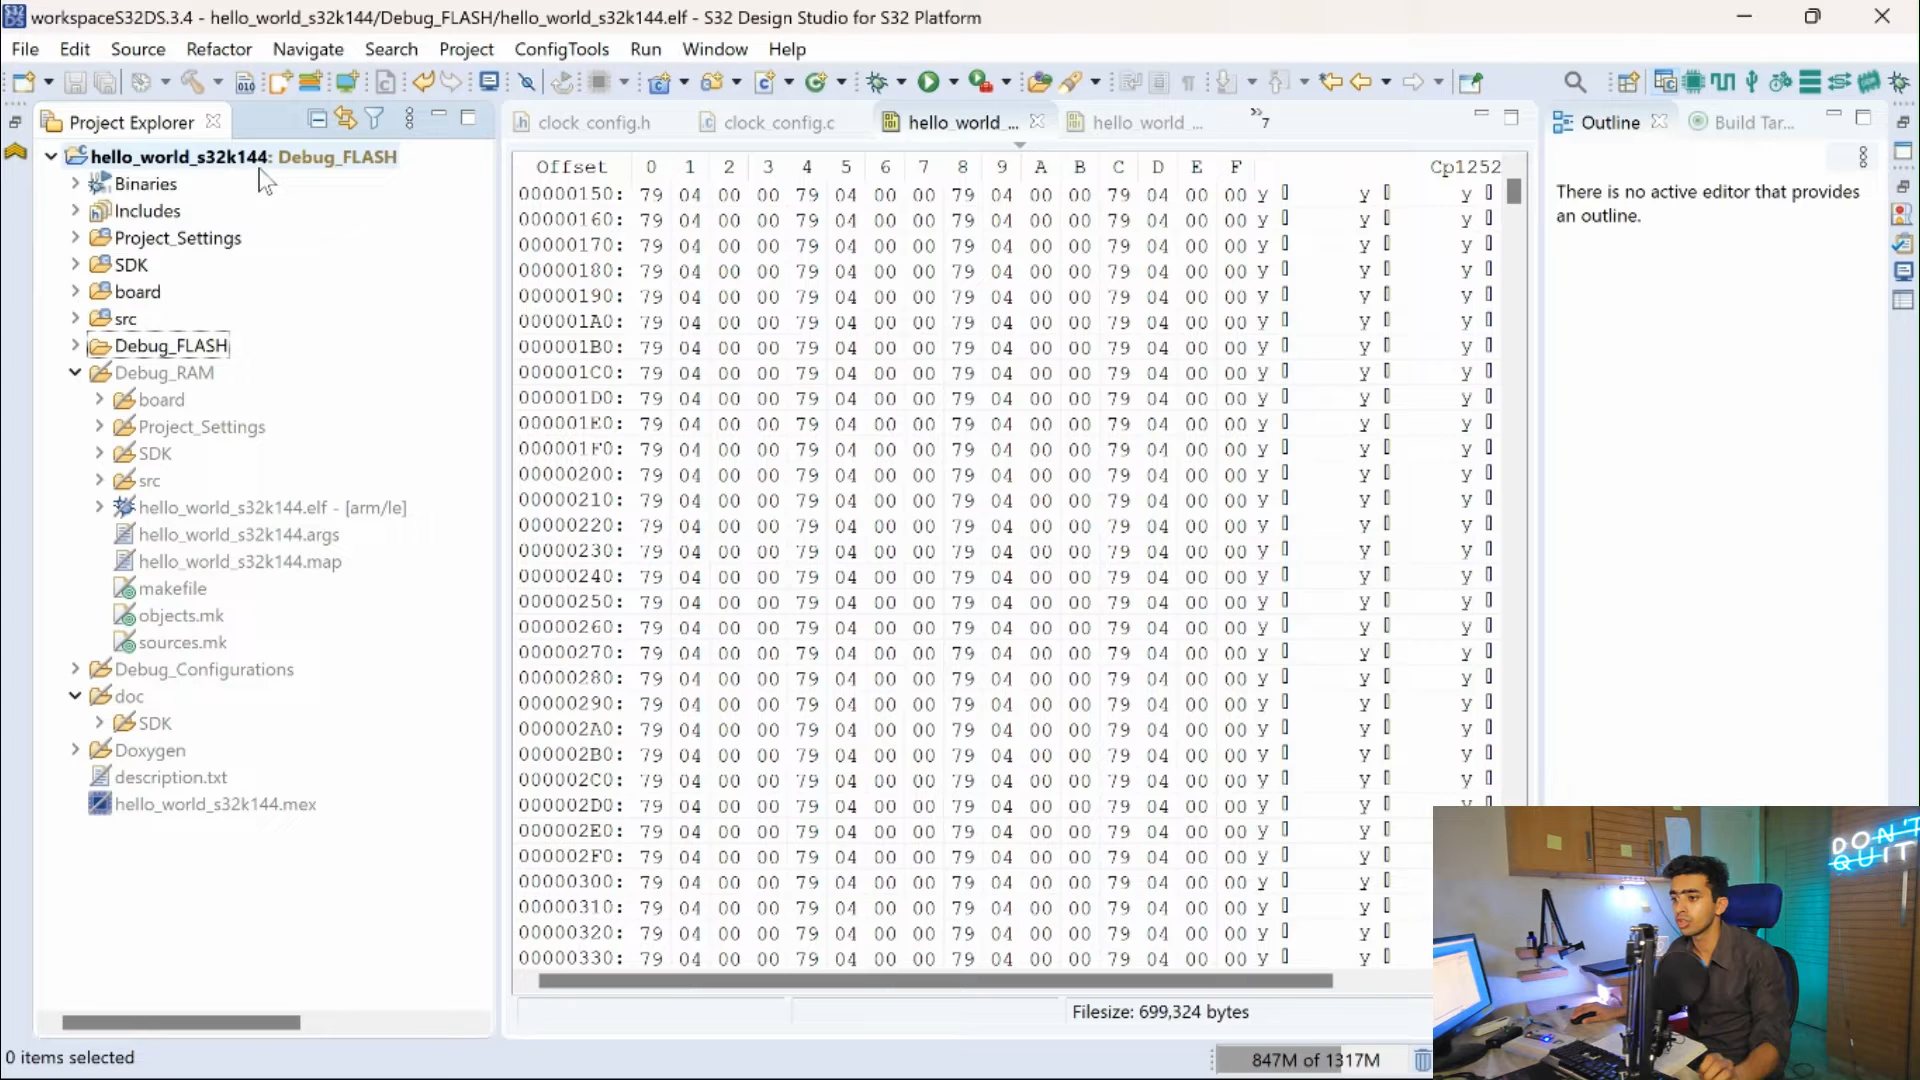 workspaceS32DS.3.4 - hello_world_s32k144/Debug_FLASH/hello_world_s32k144.elf - S32 Design Studio for S32 Platform
File Edit Source Refactor Navigate Search Project ConfigTools Run Window Help
Project Explorer
hello_world_s32k144: Debug_FLASH
Binaries
Includes
Project_Settings
SDK
board
src
Debug_FLASH
Debug_RAM
board
Project_Settings
SDK
src
hello_world_s32k144.elf - [arm/le]
hello_world_s32k144.args
hello_world_s32k144.map
makefile
objects.mk
sources.mk
Debug_Configurations
doc
SDK
Doxygen
description.txt
hello_world_s32k144.mex
0 items selected
clock_config.h clock_config.c hello_world_... hello_world_... »7
Offset 0 1 2 3 4 5 6 7 8 9 A B C D E F Cp1252
00000150: 79 04 00 00 79 04 00 00 79 04 00 00 79 04 00 00 y y y
00000160: 79 04 00 00 79 04 00 00 79 04 00 00 79 04 00 00 y y y
00000170: 79 04 00 00 79 04 00 00 79 04 00 00 79 04 00 00 y y y
00000180: 79 04 00 00 79 04 00 00 79 04 00 00 79 04 00 00 y y y
00000190: 79 04 00 00 79 04 00 00 79 04 00 00 79 04 00 00 y y y
000001A0: 79 04 00 00 79 04 00 00 79 04 00 00 79 04 00 00 y y y
000001B0: 79 04 00 00 79 04 00 00 79 04 00 00 79 04 00 00 y y y
000001C0: 79 04 00 00 79 04 00 00 79 04 00 00 79 04 00 00 y y y
000001D0: 79 04 00 00 79 04 00 00 79 04 00 00 79 04 00 00 y y y
000001E0: 79 04 00 00 79 04 00 00 79 04 00 00 79 04 00 00 y y y
000001F0: 79 04 00 00 79 04 00 00 79 04 00 00 79 04 00 00 y y y
00000200: 79 04 00 00 79 04 00 00 79 04 00 00 79 04 00 00 y y y
00000210: 79 04 00 00 79 04 00 00 79 04 00 00 79 04 00 00 y y y
00000220: 79 04 00 00 79 04 00 00 79 04 00 00 79 04 00 00 y y y
00000230: 79 04 00 00 79 04 00 00 79 04 00 00 79 04 00 00 y y y
00000240: 79 04 00 00 79 04 00 00 79 04 00 00 79 04 00 00 y y y
00000250: 79 04 00 00 79 04 00 00 79 04 00 00 79 04 00 00 y y y
00000260: 79 04 00 00 79 04 00 00 79 04 00 00 79 04 00 00 y y y
00000270: 79 04 00 00 79 04 00 00 79 04 00 00 79 04 00 00 y y y
00000280: 79 04 00 00 79 04 00 00 79 04 00 00 79 04 00 00 y y y
00000290: 79 04 00 00 79 04 00 00 79 04 00 00 79 04 00 00 y y y
000002A0: 79 04 00 00 79 04 00 00 79 04 00 00 79 04 00 00 y y y
000002B0: 79 04 00 00 79 04 00 00 79 04 00 00 79 04 00 00 y y y
000002C0: 79 04 00 00 79 04 00 00 79 04 00 00 79 04 00 00 y y y
000002D0: 79 04 00 00 79 04 00 00 79 04 00 00 79 04 00 00 y y y
000002E0: 79 04 00 00 79 04 00 00 79 04 00 00 79 04 00 00 y y
000002F0: 79 04 00 00 79 04 00 00 79 04 00 00 79 04 00 00 y y
00000300: 79 04 00 00 79 04 00 00 79 04 00 00 79 04 00 00 y y
00000310: 79 04 00 00 79 04 00 00 79 04 00 00 79 04 00 00 y y
00000320: 79 04 00 00 79 04 00 00 79 04 00 00 79 04 00 00 y y
00000330: 79 04 00 00 79 04 00 00 79 04 00 00 79 04 00 00 y y
Filesize: 699,324 bytes
847M of 1317M
Outline Build Tar...
There is no active editor that provides
an outline.
DON'T
QUIT